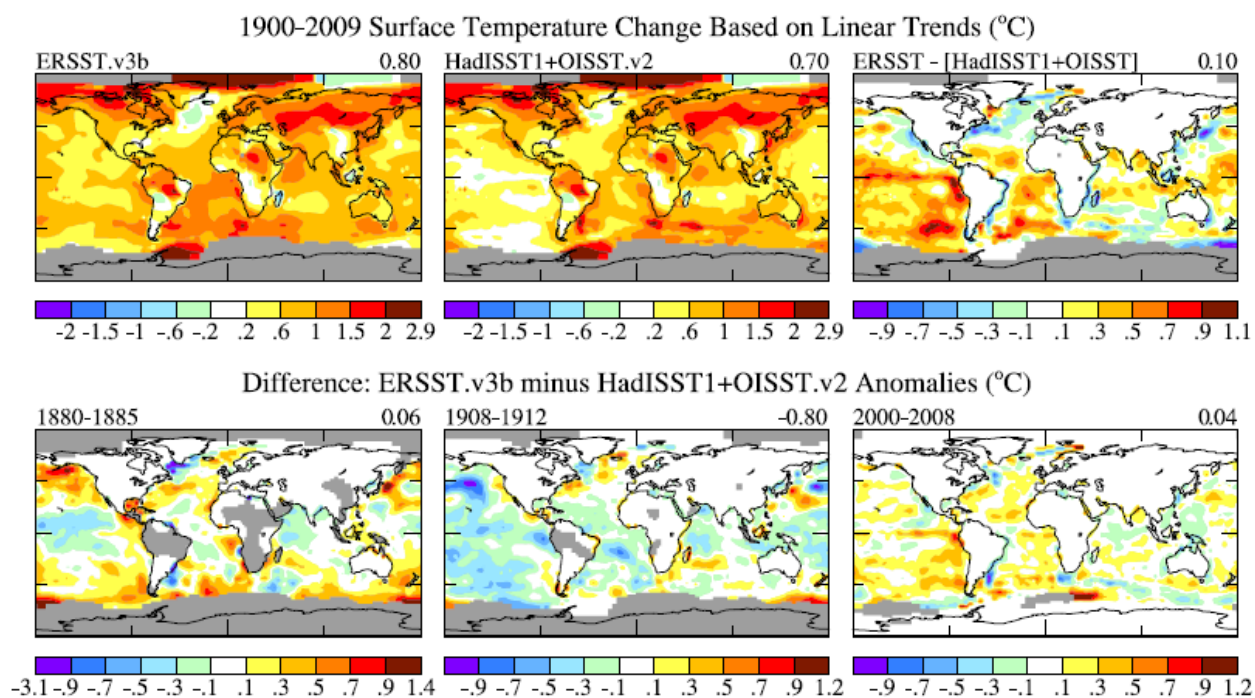 1900-2009 Surface Temperature Change Based on Linear Trends (°C)
ERSST.v3b 0.80 HadISST1+OISST.v2 0.70 ERSST - [HadISST1+OISST] 0.10
-2 -1.5 -1 -.6 -.2 .2 .6 1 1.5 2 2.9 -2 -1.5 -1 -.6 -.2 .2 .6 1 1.5 2 2.9 -.9 -.7 -.5 -.3 -.1 .1 .3 .5 .7 .9 1.1
Difference: ERSST.v3b minus HadISST1+OISST.v2 Anomalies (°C)
1880-1885 0.06 1908-1912 -0.80 2000-2008 0.04
-3.1 -.9 -.7 -.5 -.3 -.1 .1 .3 .5 .7 .9 1.4 -.9 -.7 -.5 -.3 -.1 .1 .3 .5 .7 .9 1.2 -.9 -.7 -.5 -.3 -.1 .1 .3 .5 .7 .9 1.2